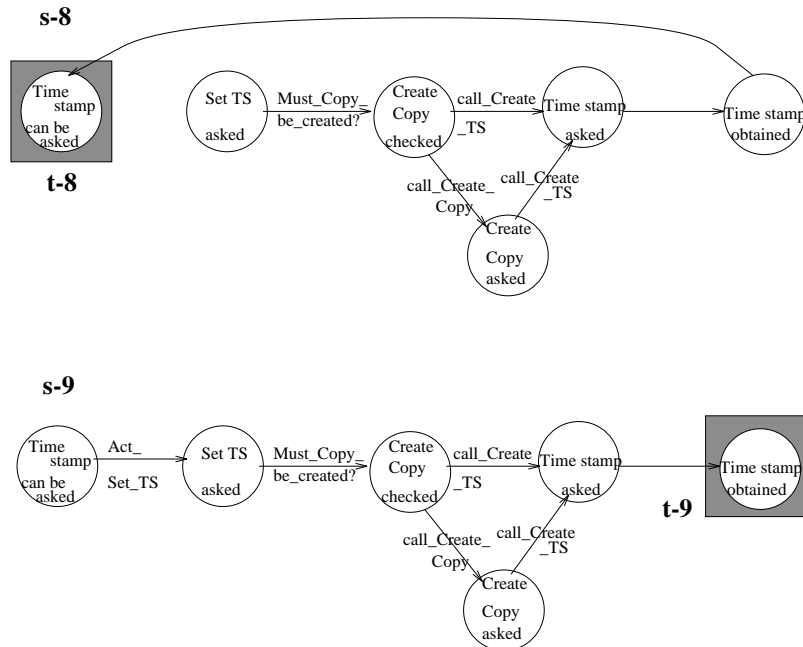 s-8
Time
stamp
can be
asked
t-8
Set TS
asked
Must_Copy_
be_created?
Create
Copy
checked
call_Create
_TS
Time stamp
asked
Time stamp
obtained
call_Create_
Copy
call_Create
_TS
Create
Copy
asked
s-9
Time
stamp
can be
asked
Act_
Set_TS
Set TS
asked
Must_Copy_
be_created?
Create
Copy
checked
call_Create
_TS
Time stamp
asked
t-9
Time stamp
obtained
call_Create_
Copy
call_Create
_TS
Create
Copy
asked